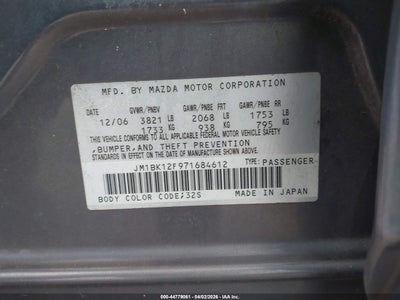 MFD. BY MAZDA MOTOR CORPORATION
GVWR/PNBV GAWR/PNBE FRT GAWR/PNBE RR
12/06 3821 LB 2068 LB 1753 LB
1733 KG 938 KG 795 KG
THIS VEHICLE CONFORMS TO ALL
APPLICABLE FEDERAL MOTOR VEHICLE SAFETY
,BUMPER,AND THEFT PREVENTION
STANDARDS IN EFFECT ON THE DATE OF MANUFACTURE SHOWN ABOVE.
JM1BK12F971684612 TYPE:PASSENGER
BODY COLOR CODE;32S MADE IN JAPAN
000-44779061 - 04/02/2026 - IAA Inc.